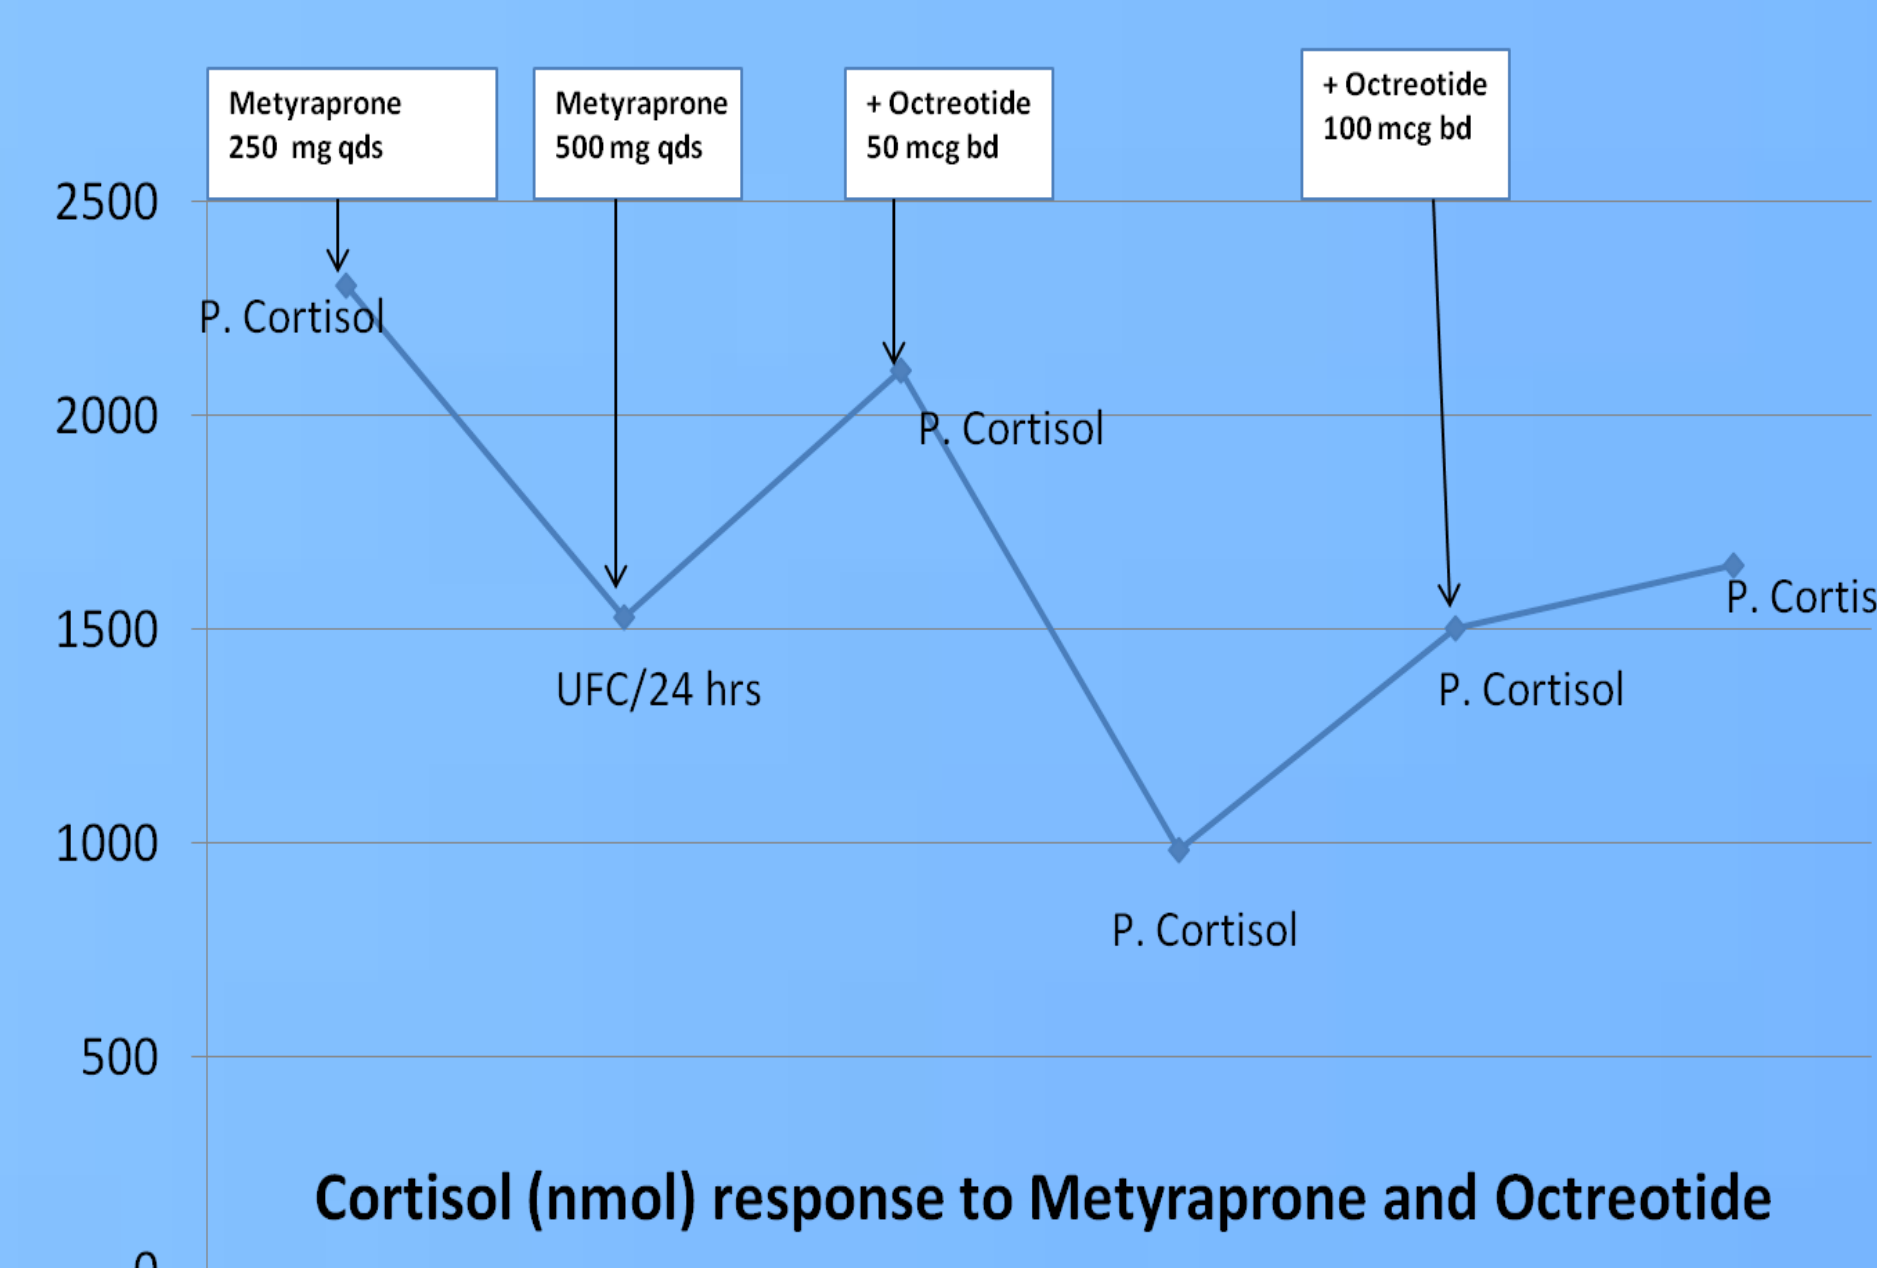 Metyraprone
250 mg qds
Metyraprone
500 mg qds
+ Octreotide
50 mcg bd
+ Octreotide
100 mcg bd
2500
P. Cortisol
2000
P. Cortisol
1500
P. Cortis
UFC/24 hrs
P. Cortisol
1000
P. Cortisol
500
Cortisol (nmol) response to Metyraprone and Octreotide
0